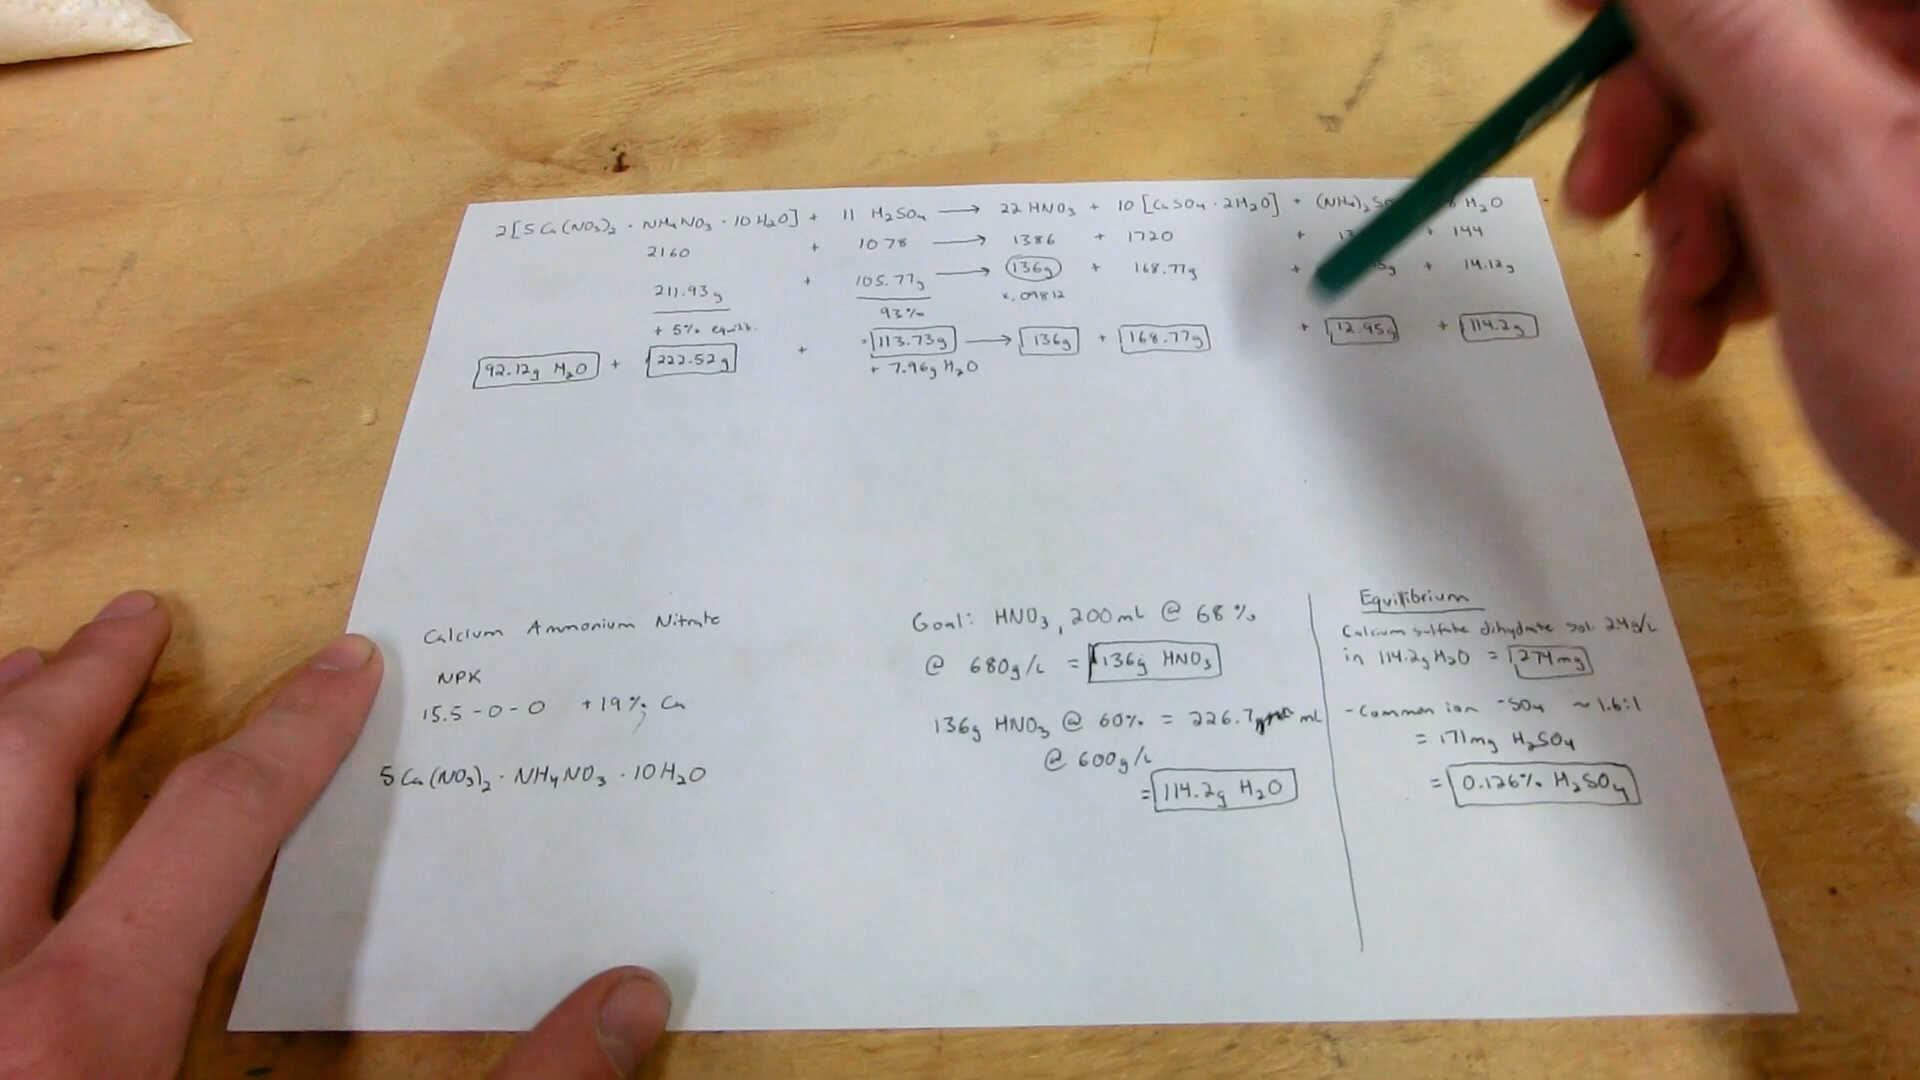 2[5Ca(NO3)2 · NH4NO3 · 10H2O] + 11 H2SO4 → 22 HNO3 + 10 [CaSO4 · 2H2O] + (NH4)2 H2O
2160 + 1078 → 1386 + 1720 + + 144
211.93g + 105.77g → 136g + 168.77g + + 14.12g
+ 5% equilib. 93% x.09812
92.12g H2O + 222.52g + = 113.73g → 136g + 168.77g + 12.95g + 114.2g
+ 7.96g H2O
Calcium Ammonium Nitrate
NPK
15.5-0-0 +19% Ca
5Ca(NO3)2 · NH4NO3 · 10H2O
Goal: HNO3, 200ml @ 68%
@ 680g/L = 136g HNO3
136g HNO3 @ 60% = 226.7 ml
@ 600g/L
= 114.2g H2O
Equilibrium
Calcium sulfate dihydrate sol. 2.4g/L
in 114.2g H2O = 274mg
- Common ion -SO4 ~1.6:1
= 171mg H2SO4
= 0.126% H2SO4